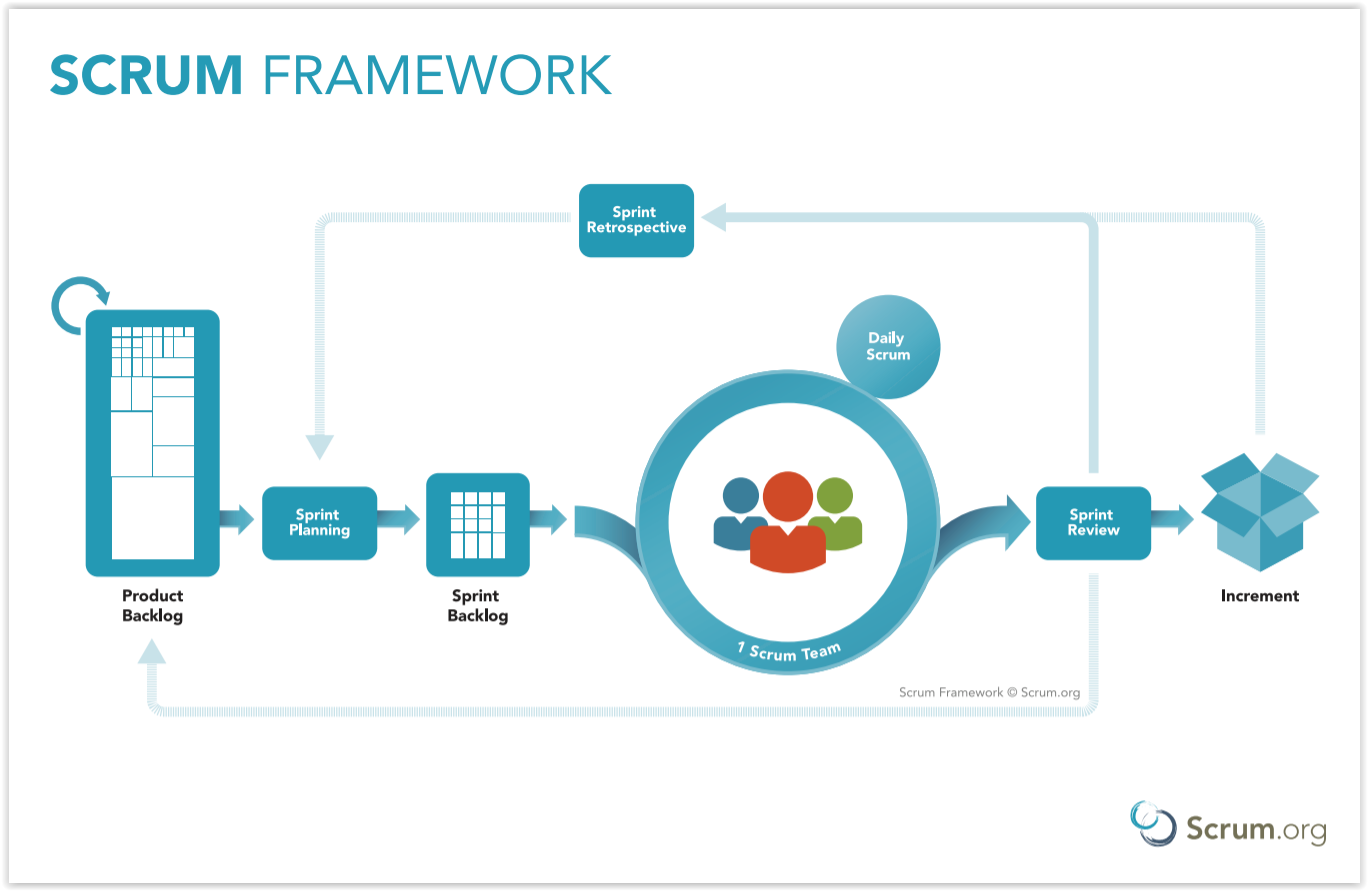 SCRUM FRAMEWORK
Sprint
Retrospective
Daily
Scrum
Sprint
Planning
Sprint
Review
Product
Backlog
Sprint
Backlog
1 Scrum Team
Increment
Scrum Framework © Scrum.org
Scrum.org